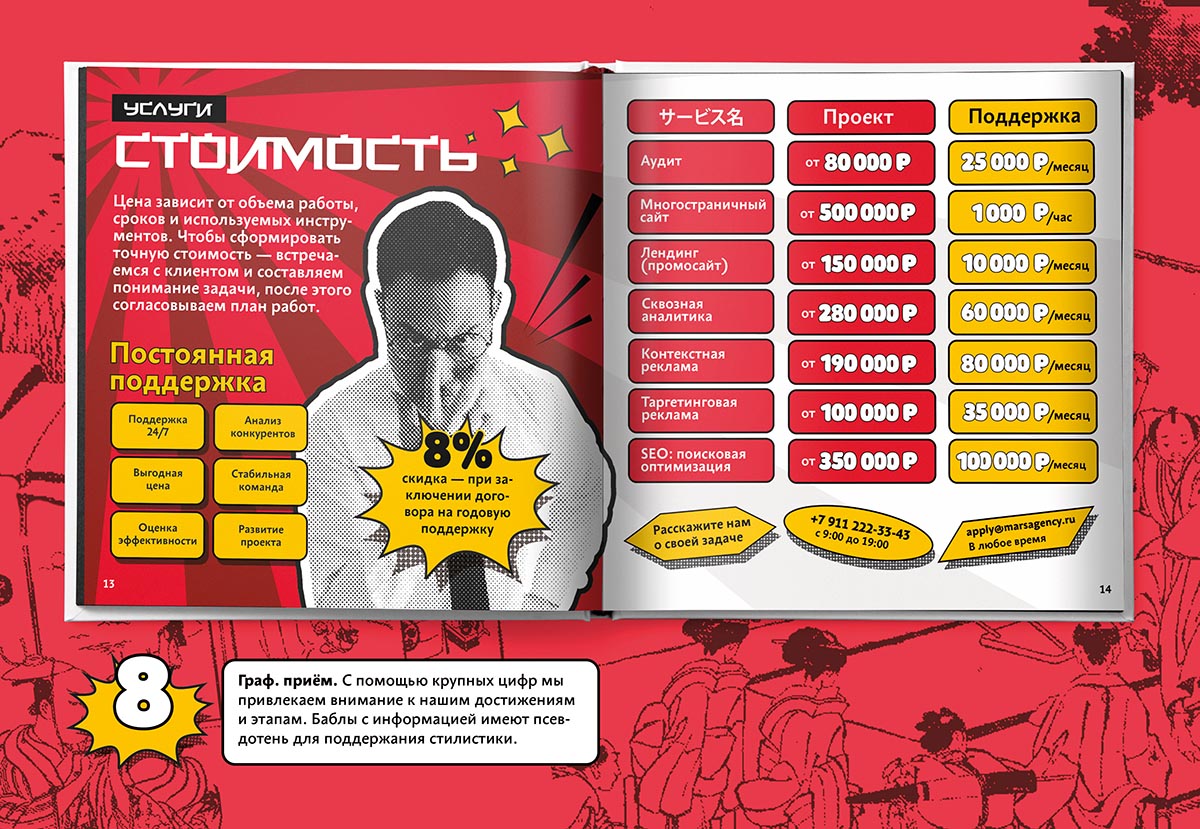 УСЛУГИ
СТОИМОСТЬ
Цена зависит от объема работы,
сроков и используемых инстру-
ментов. Чтобы сформировать
точную стоимость — встреча-
емся с клиентом и составляем
понимание задачи, после этого
согласовываем план работ.
Постоянная
поддержка
Поддержка
24/7
Анализ
конкурентов
Выгодная
цена
Стабильная
команда
Оценка
эффективности
Развитие
проекта
8%
скидка — при за-
ключении дого-
вора на годовую
поддержку
13
サービス名
Проект
Поддержка
Аудит
от 80 000 ₽
25 000 ₽/месяц
Многостраничный
сайт
от 500 000 ₽
1 000 ₽/час
Лендинг
(промосайт)
от 150 000 ₽
10 000 ₽/месяц
Сквозная
аналитика
от 280 000 ₽
60 000 ₽/месяц
Контекстная
реклама
от 190 000 ₽
80 000 ₽/месяц
Таргетинговая
реклама
от 100 000 ₽
35 000 ₽/месяц
SEO: поисковая
оптимизация
от 350 000 ₽
100 000 ₽/месяц
Расскажите нам
о своей задаче
+7 911 222-33-43
с 9:00 до 19:00
apply@marsagency.ru
В любое время
14
8
Граф. приём. С помощью крупных цифр мы
привлекаем внимание к нашим достижениям
и этапам. Баблы с информацией имеют псев-
дотень для поддержания стилистики.